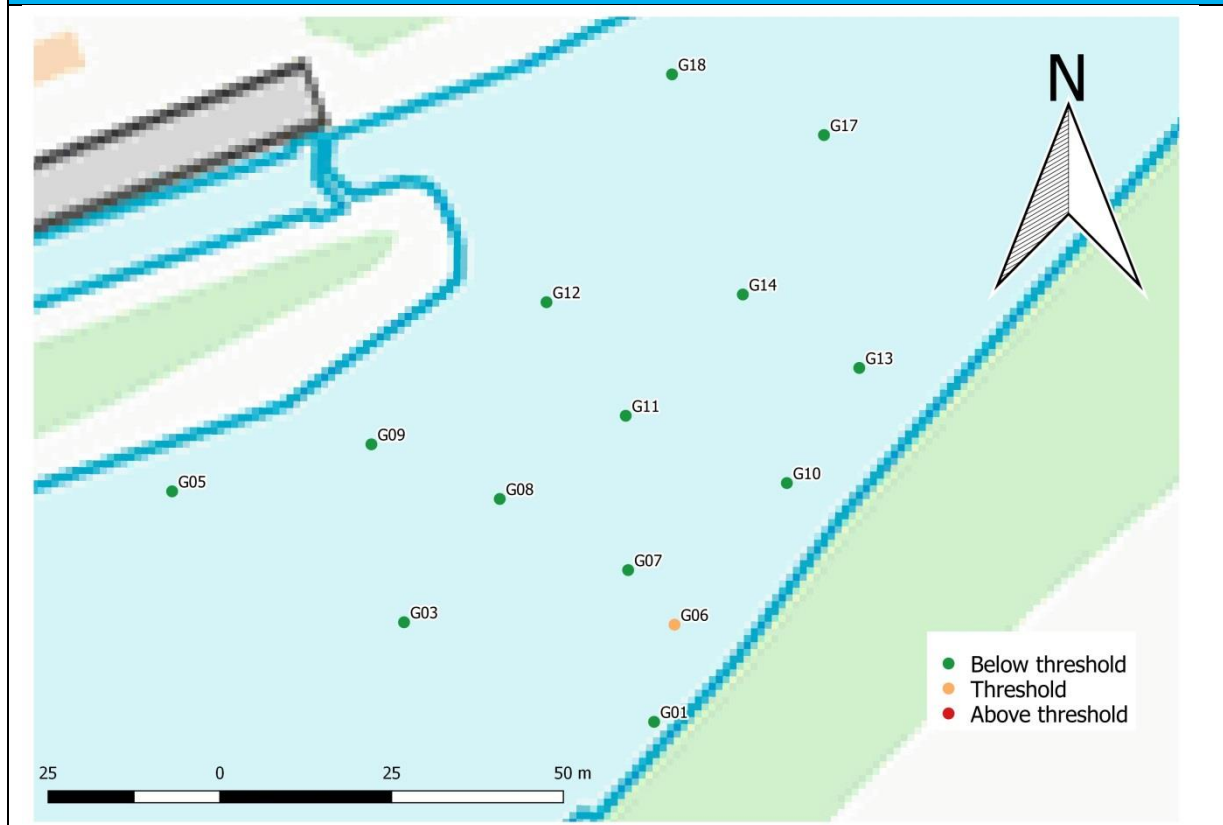 G18
N
G17
G12
G14
G13
G11
G09
G05
G08
G10
G07
G03
G06
Below threshold
Threshold
Above threshold
G01
25 0 25 50 m